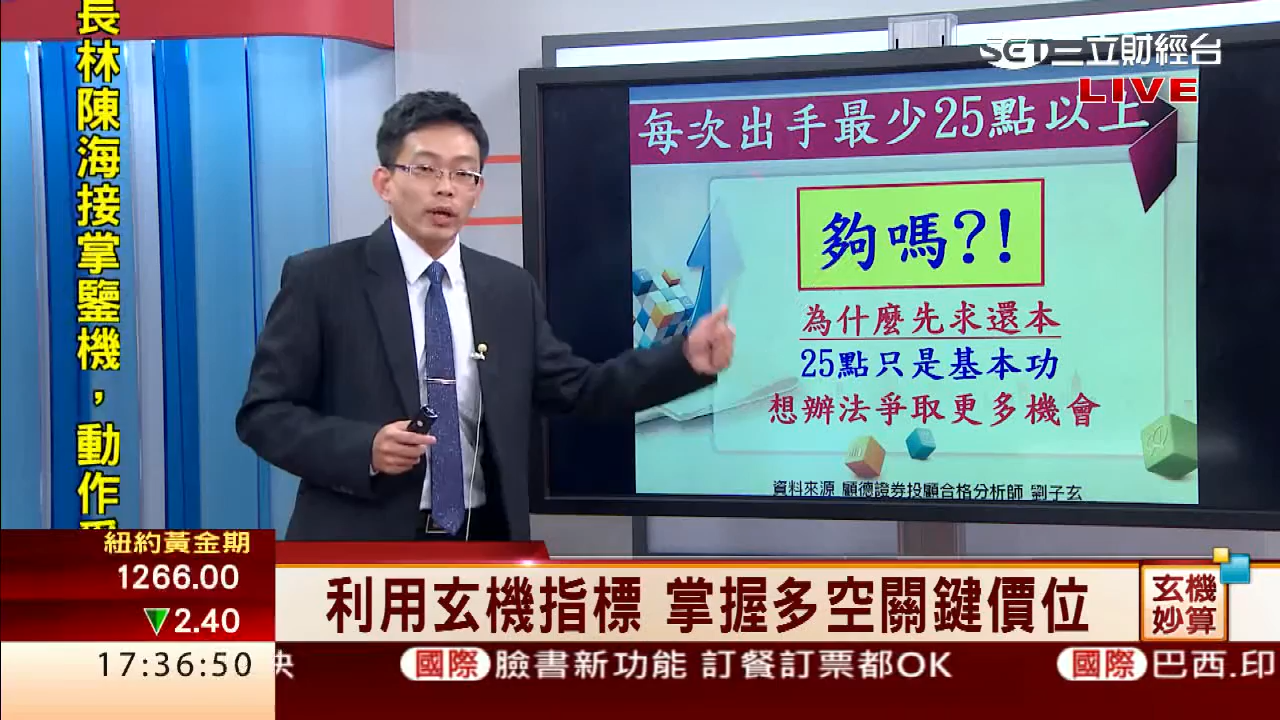 長林陳海接掌鑒機，動作
SET三立財經台
LIVE
每次出手最少25點以上
夠嗎?!
為什麼先求還本
25點只是基本功
想辦法爭取更多機會
資料來源 顧德證券投顧合格分析師 劉子玄
紐約黃金期
1266.00
▼2.40
利用玄機指標 掌握多空關鍵價位
玄機
妙算
17:36:50
國際 臉書新功能 訂餐訂票都OK 國際 巴西.印